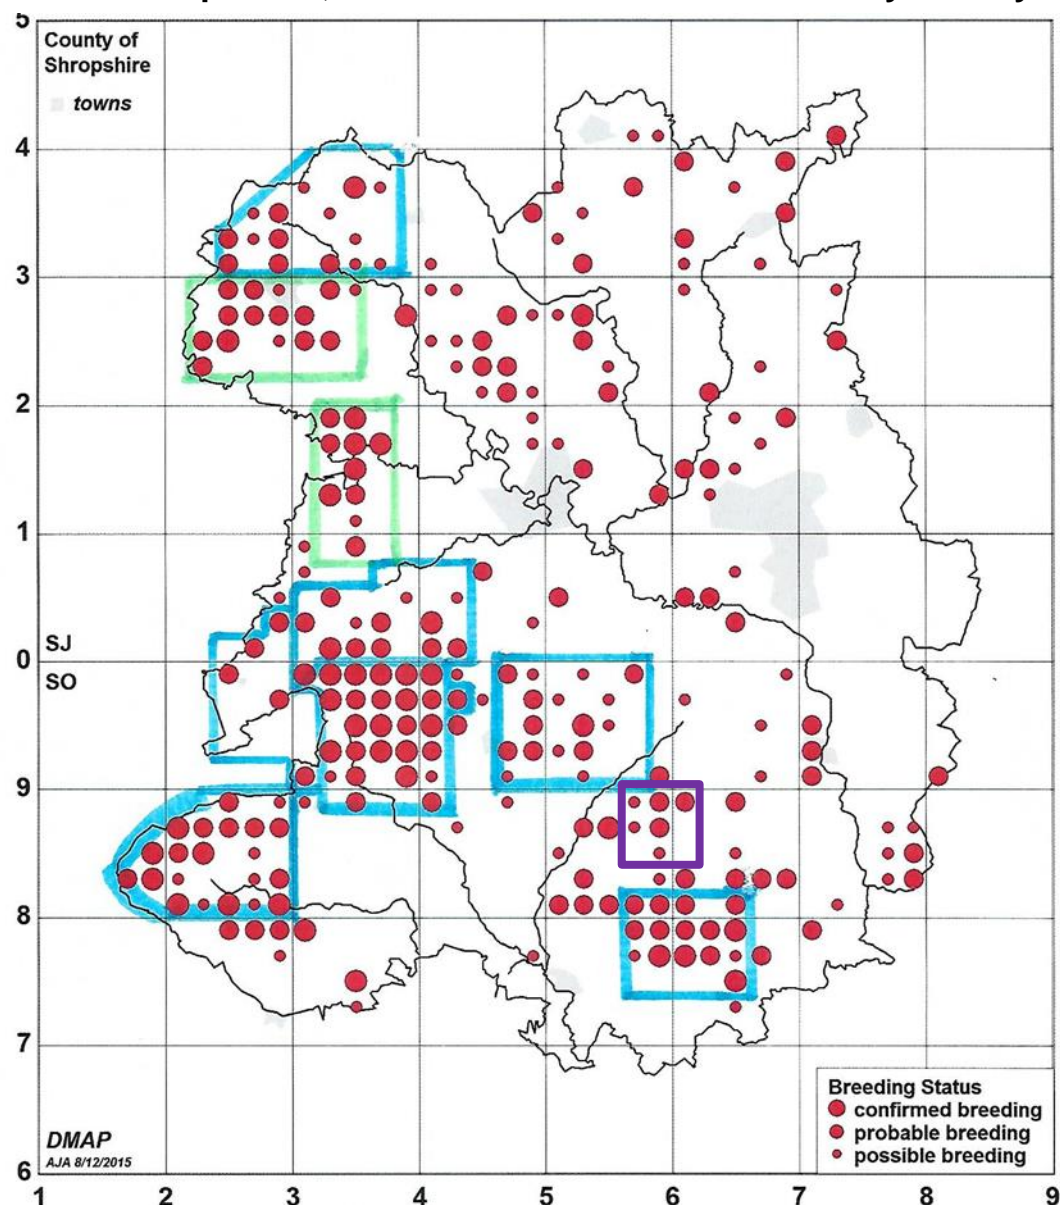 5
County of
Shropshire
towns
4
3
2
1
SJ
0
SO
9
8
7
Breeding Status
confirmed breeding
probable breeding
possible breeding
DMAP
AJA 8/12/2015
6
1 2 3 4 5 6 7 8 9